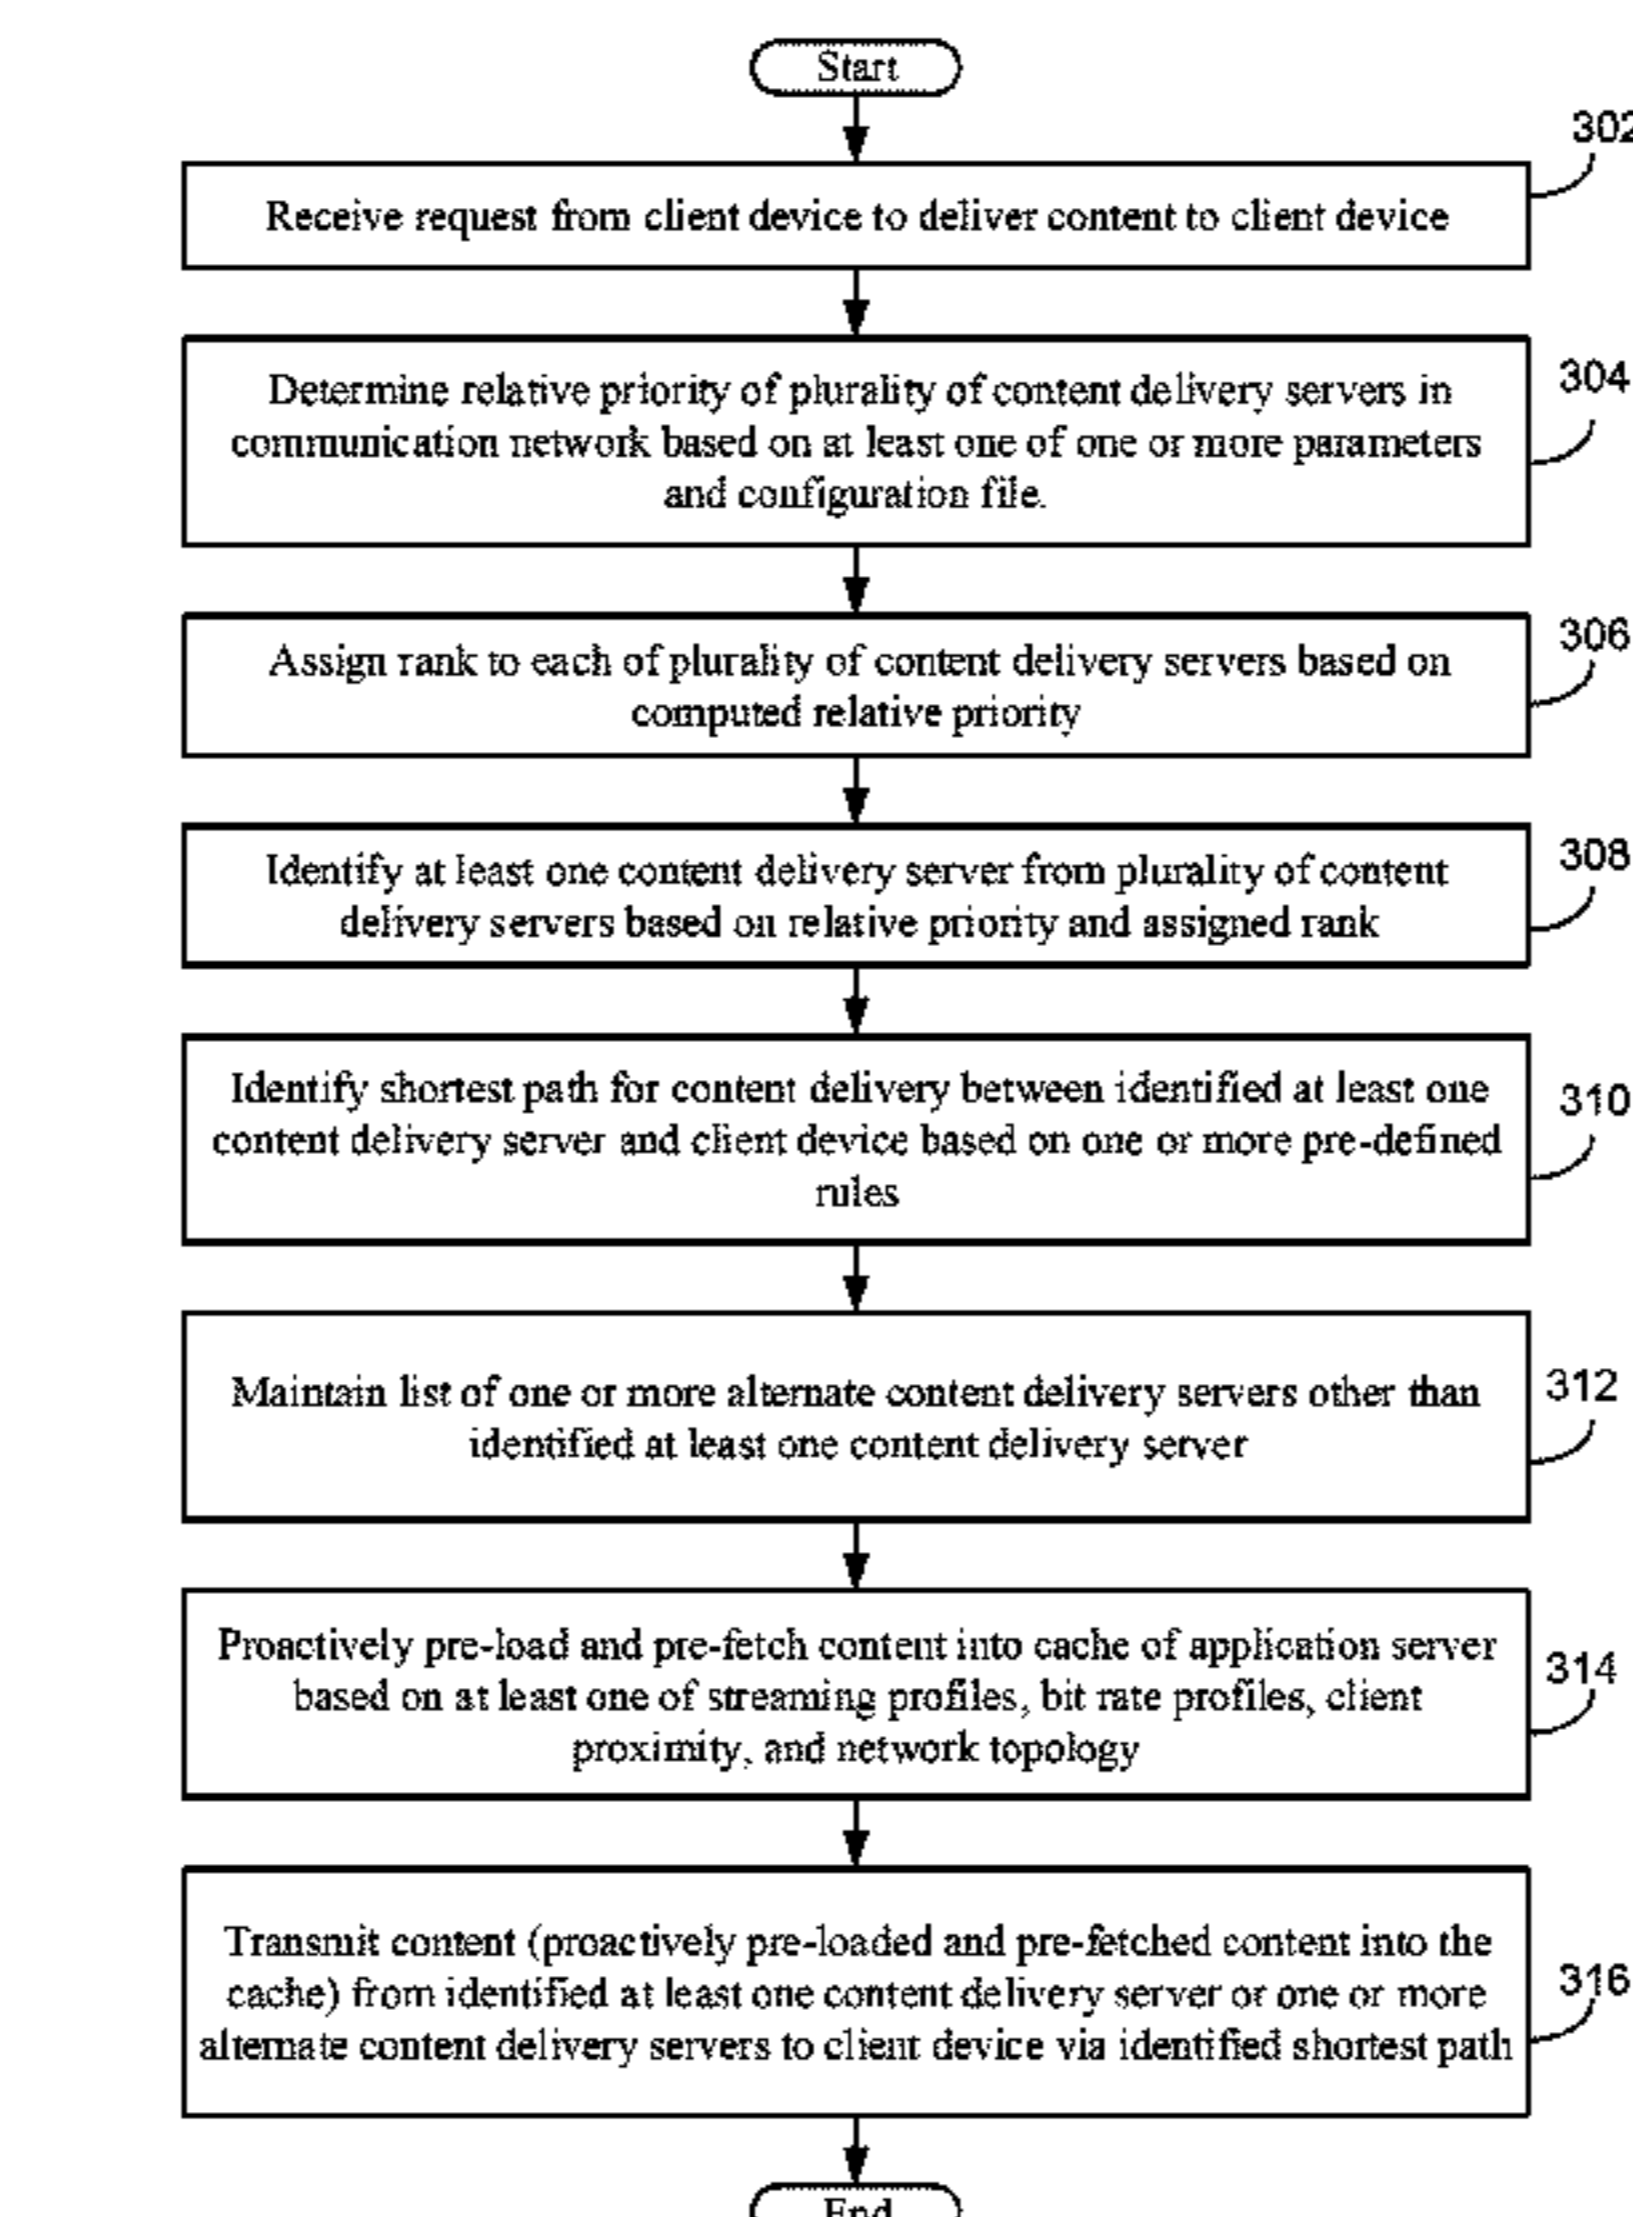 Start
302
Receive request from client device to deliver content to client device
304
Determine relative priority of plurality of content delivery servers in
communication network based on at least one of one or more parameters
and configuration file.
306
Assign rank to each of plurality of content delivery servers based on
computed relative priority
308
Identify at least one content delivery server from plurality of content
delivery servers based on relative priority and assigned rank
310
Identify shortest path for content delivery between identified at least one
content delivery server and client device based on one or more pre-defined
rules
312
Maintain list of one or more alternate content delivery servers other than
identified at least one content delivery server
314
Proactively pre-load and pre-fetch content into cache of application server
based on at least one of streaming profiles, bit rate profiles, client
proximity, and network topology
316
Transmit content (proactively pre-loaded and pre-fetched content into the
cache) from identified at least one content delivery server or one or more
alternate content delivery servers to client device via identified shortest path
End